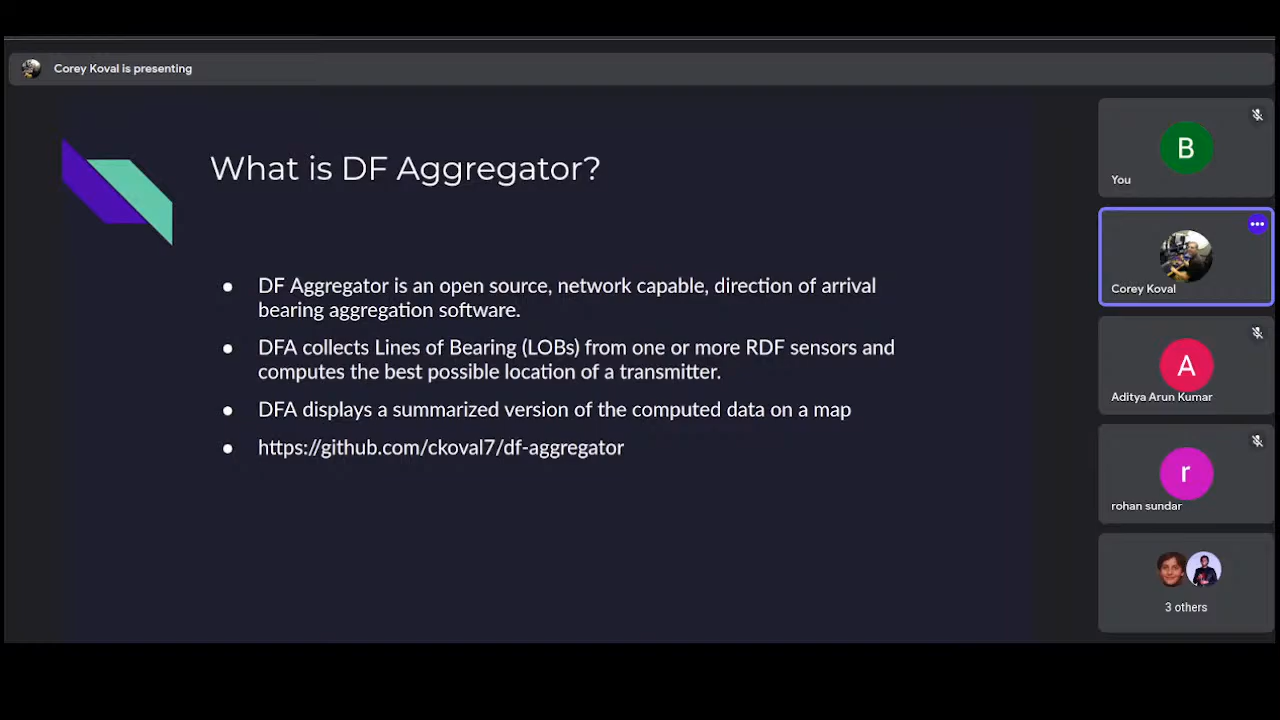 Corey Koval is presenting
What is DF Aggregator?
● DF Aggregator is an open source, network capable, direction of arrival
bearing aggregation software.
● DFA collects Lines of Bearing (LOBs) from one or more RDF sensors and
computes the best possible location of a transmitter.
● DFA displays a summarized version of the computed data on a map
● https://github.com/ckoval7/df-aggregator
B
You
Corey Koval
A
Aditya Arun Kumar
r
rohan sundar
3 others